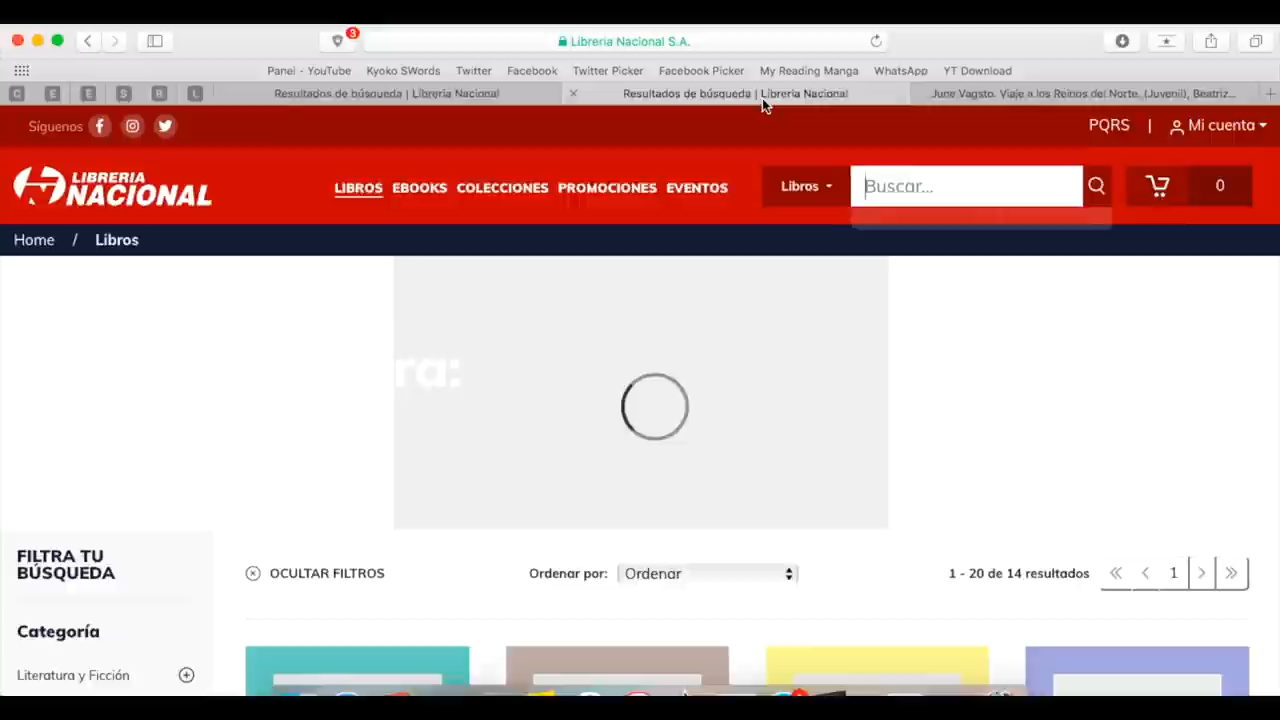 3
Librería Nacional S.A.
Panel - YouTube Kyoko SWords Twitter Facebook Twitter Picker Facebook Picker My Reading Manga WhatsApp YT Download
C E E S B L Resultados de búsqueda | Librería Nacional Resultados de búsqueda | Librería Nacional June Vagsto. Viaje a los Reinos del Norte. (Juvenil), Beatriz...
Síguenos PQRS | Mi cuenta
LIBRERIA
NACIONAL
LIBROS EBOOKS COLECCIONES PROMOCIONES EVENTOS Libros Buscar... 0
Home / Libros
ra:
FILTRA TU
BÚSQUEDA
OCULTAR FILTROS Ordenar por: Ordenar 1 - 20 de 14 resultados « ‹ 1 › »
Categoría
Literatura y Ficción